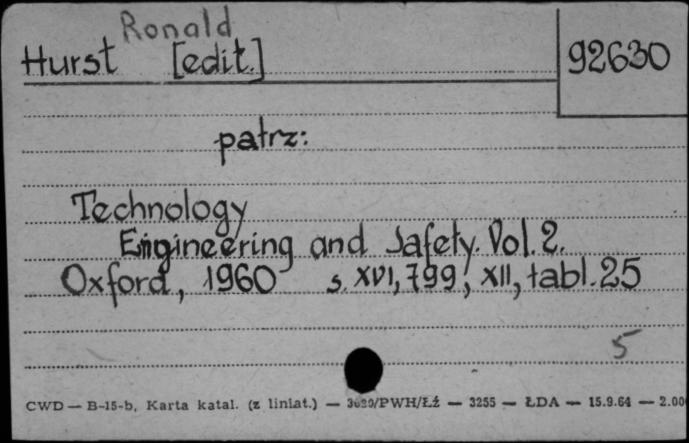 Ronald
Hurst [edit.] 92630
patrz:
Technology
Engineering and Safety. Vol. 2.
Oxford, 1960 s. XVI, 799, XII, tabl. 25
5
CWD — B-15-b, Karta katal. (z liniat.) — /PWH/Łź — 3255 — ŁDA — 15.9.64 — 2.00